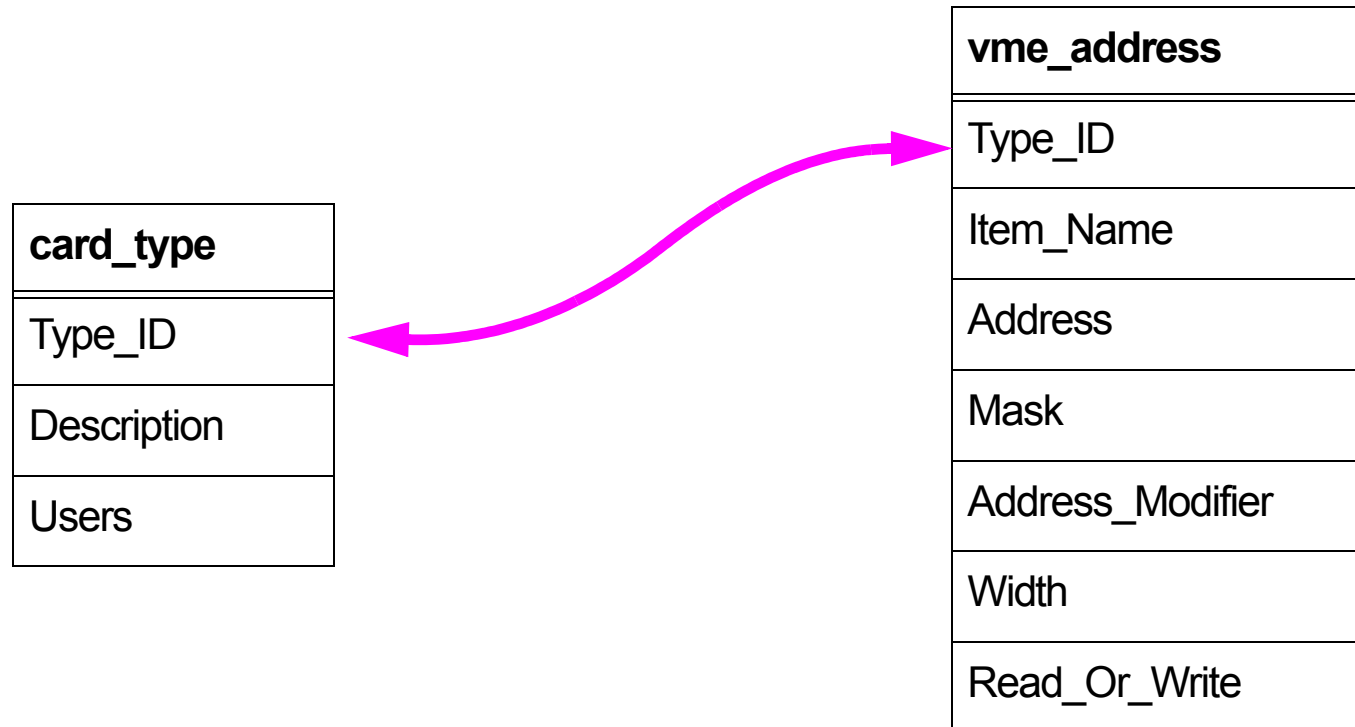 card_type
Type_ID
Description
Users
vme_address
Type_ID
Item_Name
Address
Mask
Address_Modifier
Width
Read_Or_Write